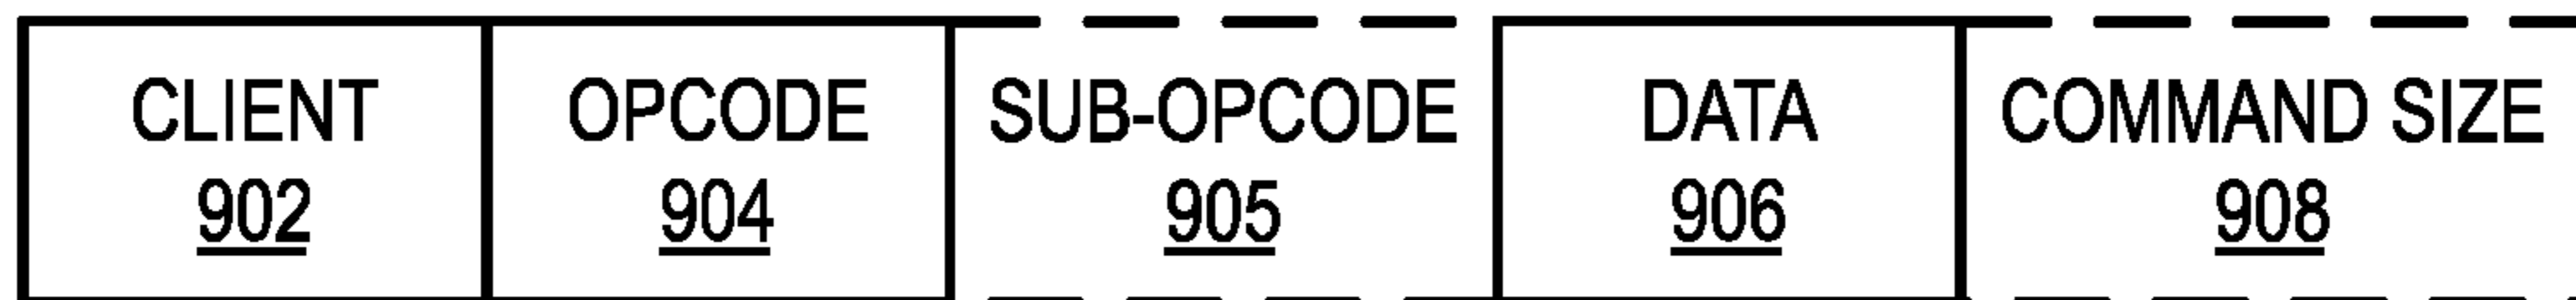 CLIENT
902
OPCODE
904
SUB-OPCODE
905
DATA
906
COMMAND SIZE
908